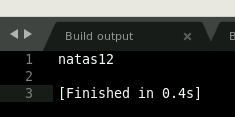 Build output × B
1 natas12
2
3 [Finished in 0.4s]